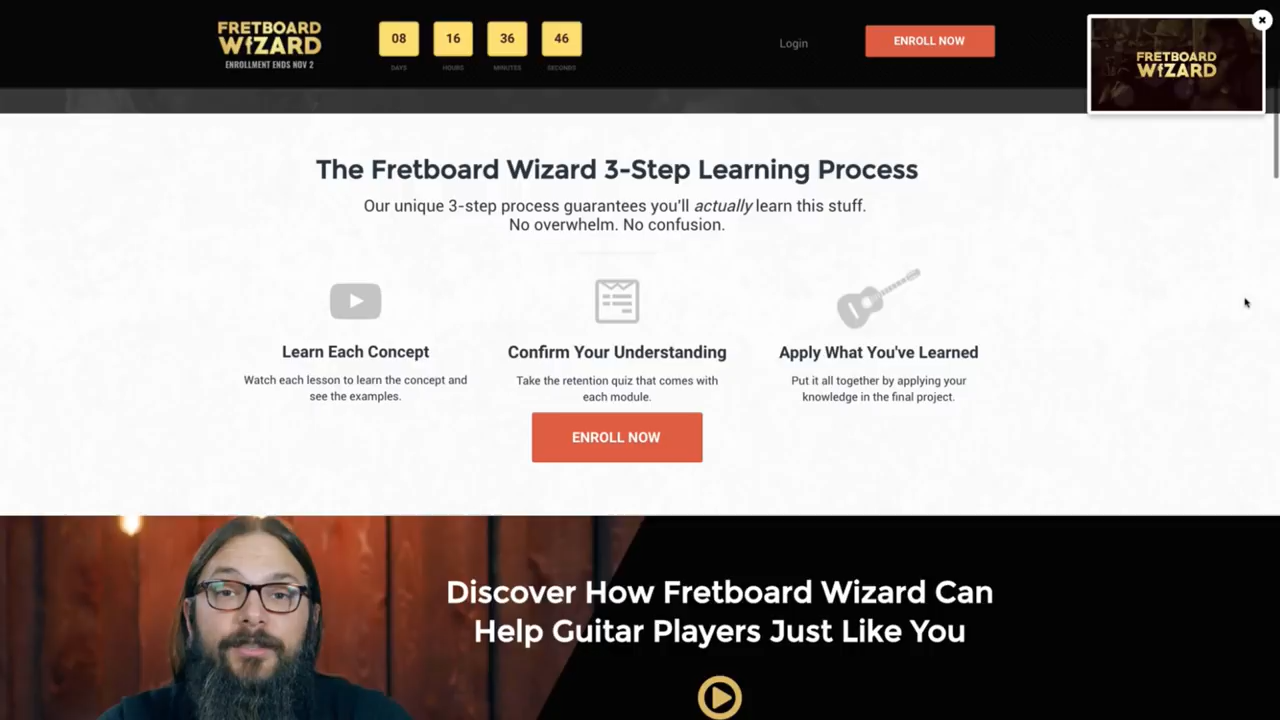 FRETBOARD
WIZARD
ENROLLMENT ENDS NOV 2
08 16 36 46
DAYS HOURS MINUTES SECONDS
Login
ENROLL NOW
FRETBOARD
WIZARD
The Fretboard Wizard 3-Step Learning Process
Our unique 3-step process guarantees you'll actually learn this stuff.
No overwhelm. No confusion.
Learn Each Concept
Watch each lesson to learn the concept and
see the examples.
Confirm Your Understanding
Take the retention quiz that comes with
each module.
Apply What You've Learned
Put it all together by applying your
knowledge in the final project.
ENROLL NOW
Discover How Fretboard Wizard Can
Help Guitar Players Just Like You